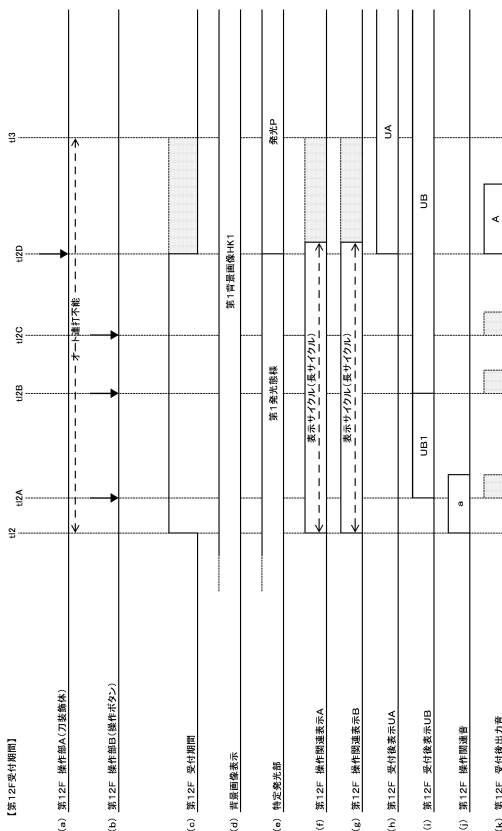 【第12F受付期間】
tl2
tl2A
tl2B
tl2C
tl2D
tl3
(a) 第12F 操作部A(刀装飾体)
オート連打不能
(b) 第12F 操作部B(操作ボタン)
(c) 第12F 受付期間
(d) 背景画像表示
第1背景画像HK1
(e) 特定発光部
第1発光態様
発光P
(f) 第12F 操作関連表示A
表示サイクル(長サイクル)
(g) 第12F 操作関連表示B
表示サイクル(長サイクル)
(h) 第12F 受付後表示UA
UA
(i) 第12F 受付後表示UB
UB1
UB
(j) 第12F 操作関連音
a
(k) 第12F 受付後出力音
A